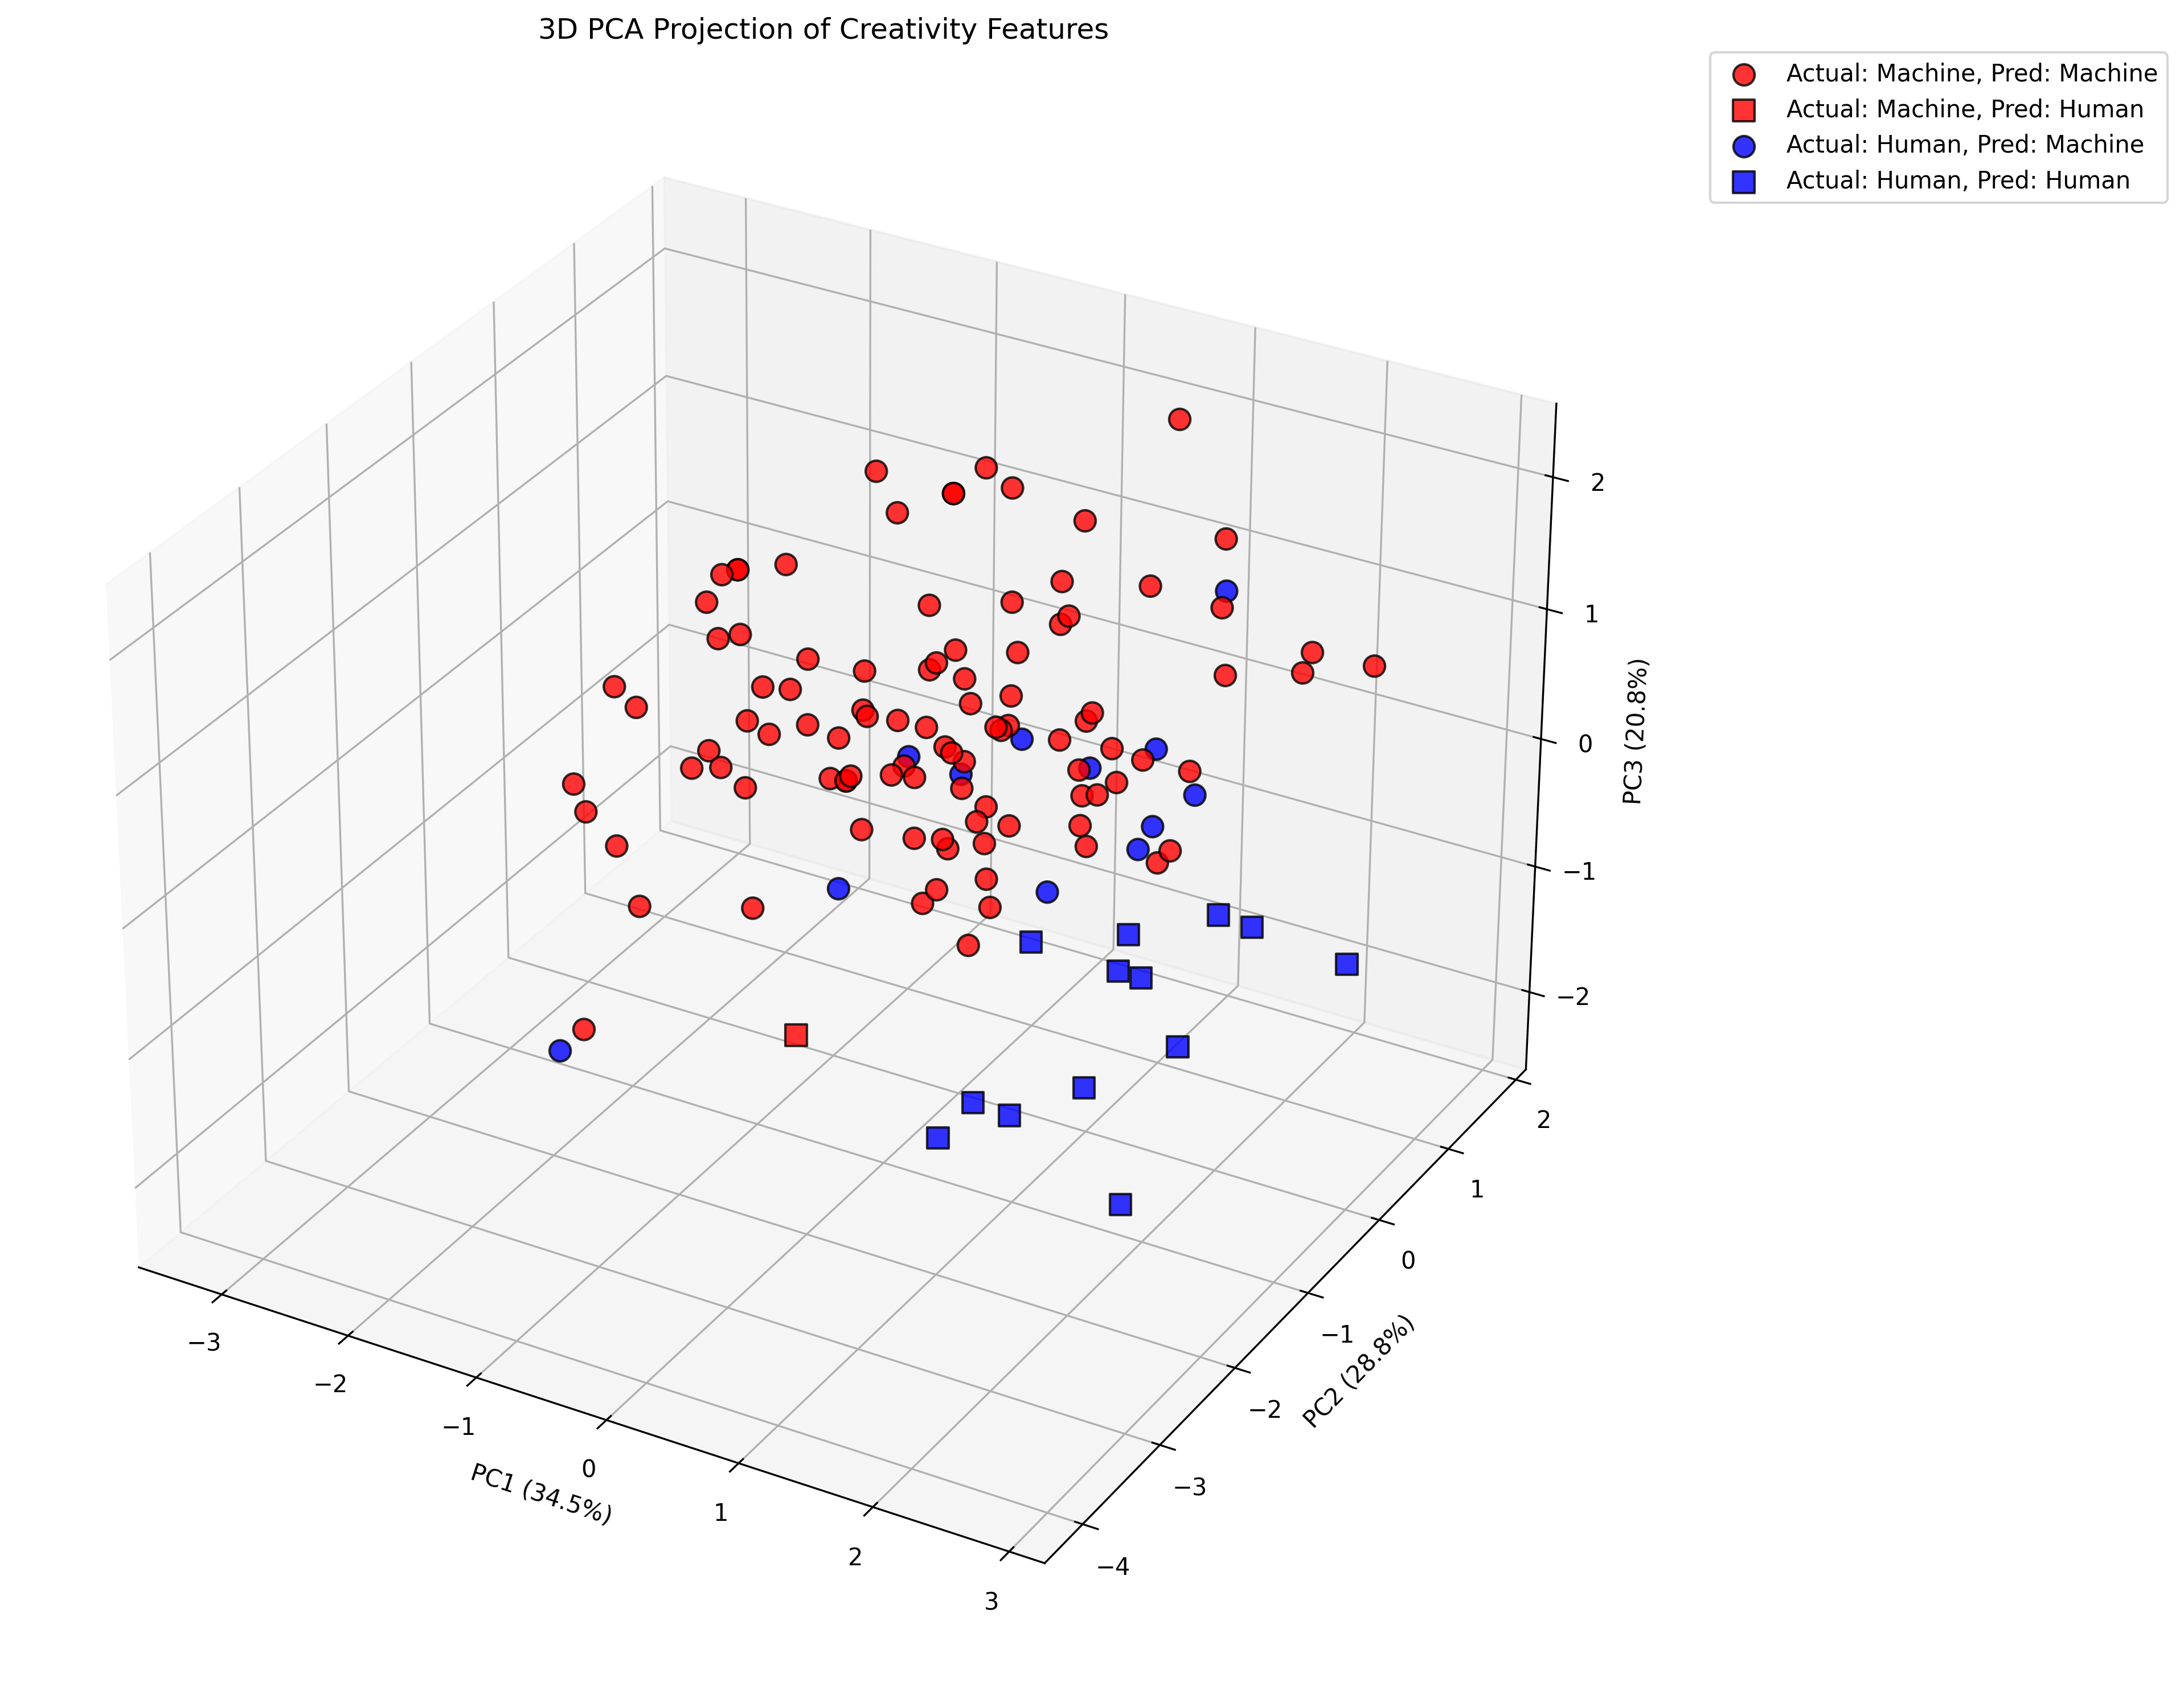 3D PCA Projection of Creativity Features
Actual: Machine, Pred: Machine
Actual: Machine, Pred: Human
Actual: Human, Pred: Machine
Actual: Human, Pred: Human
2
1
0
−1
−2
PC3 (20.8%)
2
1
0
−1
−2
−3
−4
PC2 (28.8%)
−3
−2
−1
0
1
2
3
PC1 (34.5%)